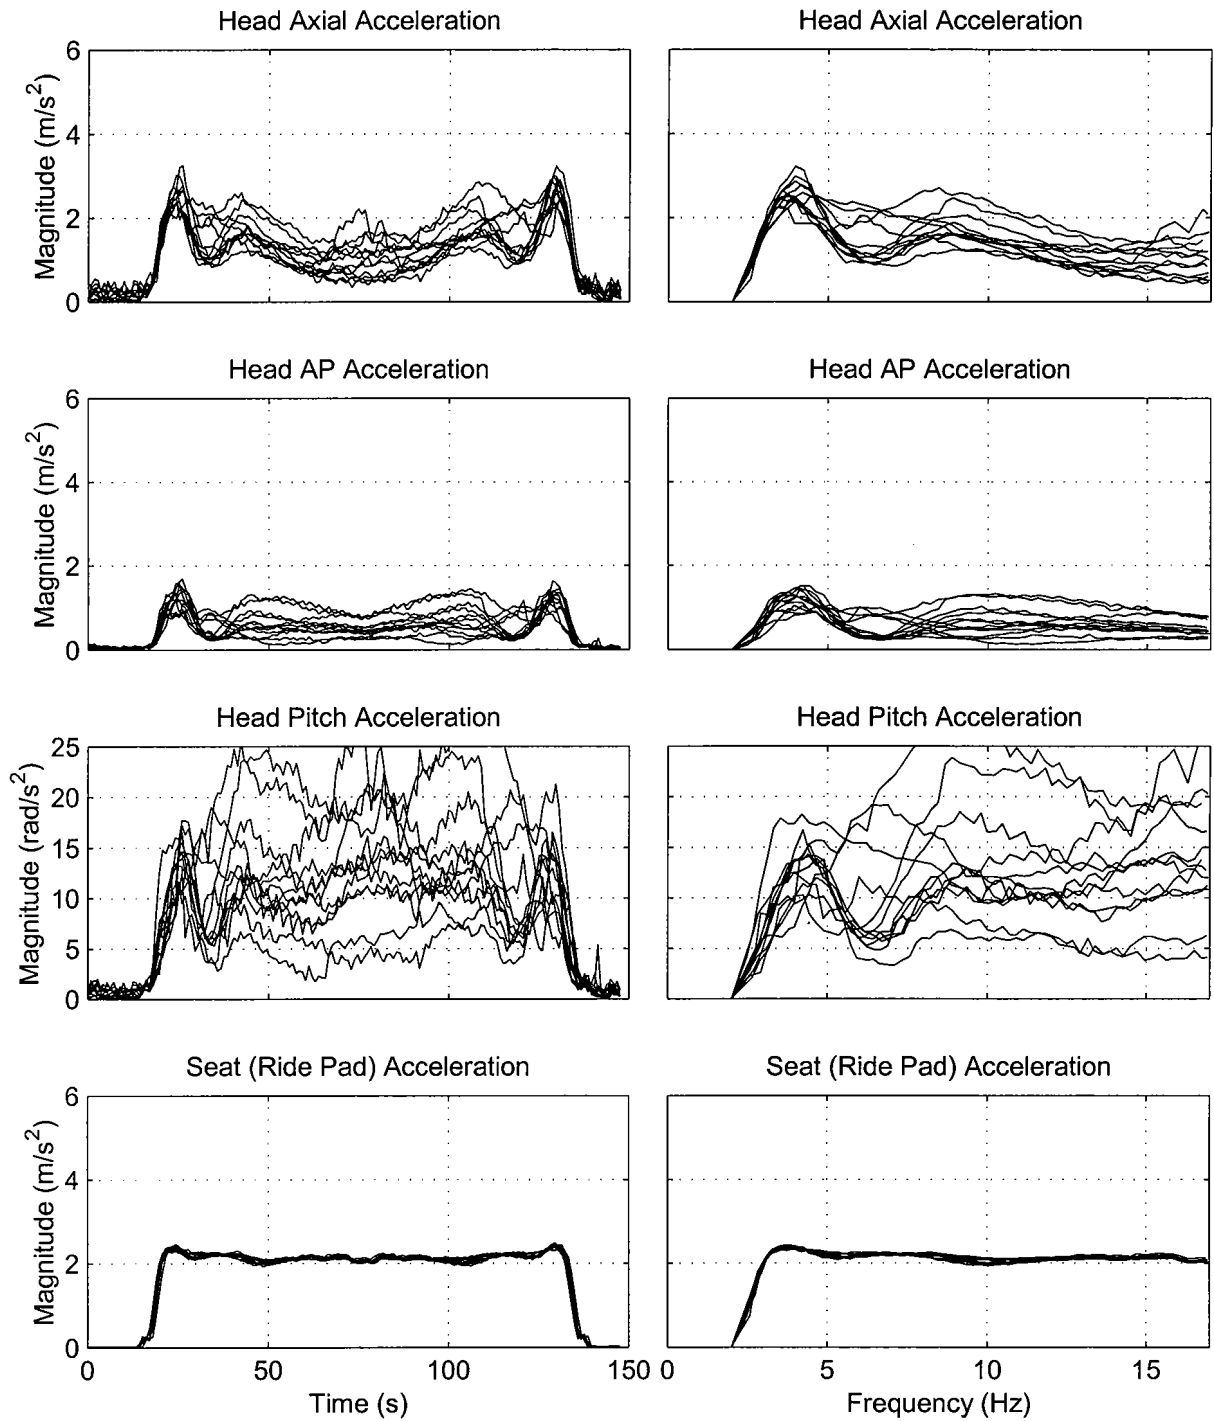 Head Axial Acceleration
Head Axial Acceleration
Magnitude (m/s²)
6
4
2
0
Head AP Acceleration
Head AP Acceleration
Magnitude (m/s²)
6
4
2
0
Head Pitch Acceleration
Head Pitch Acceleration
Magnitude (rad/s²)
25
20
15
10
5
0
Seat (Ride Pad) Acceleration
Seat (Ride Pad) Acceleration
Magnitude (m/s²)
6
4
2
0
0 50 100 150
0 5 10 15
Time (s)
Frequency (Hz)